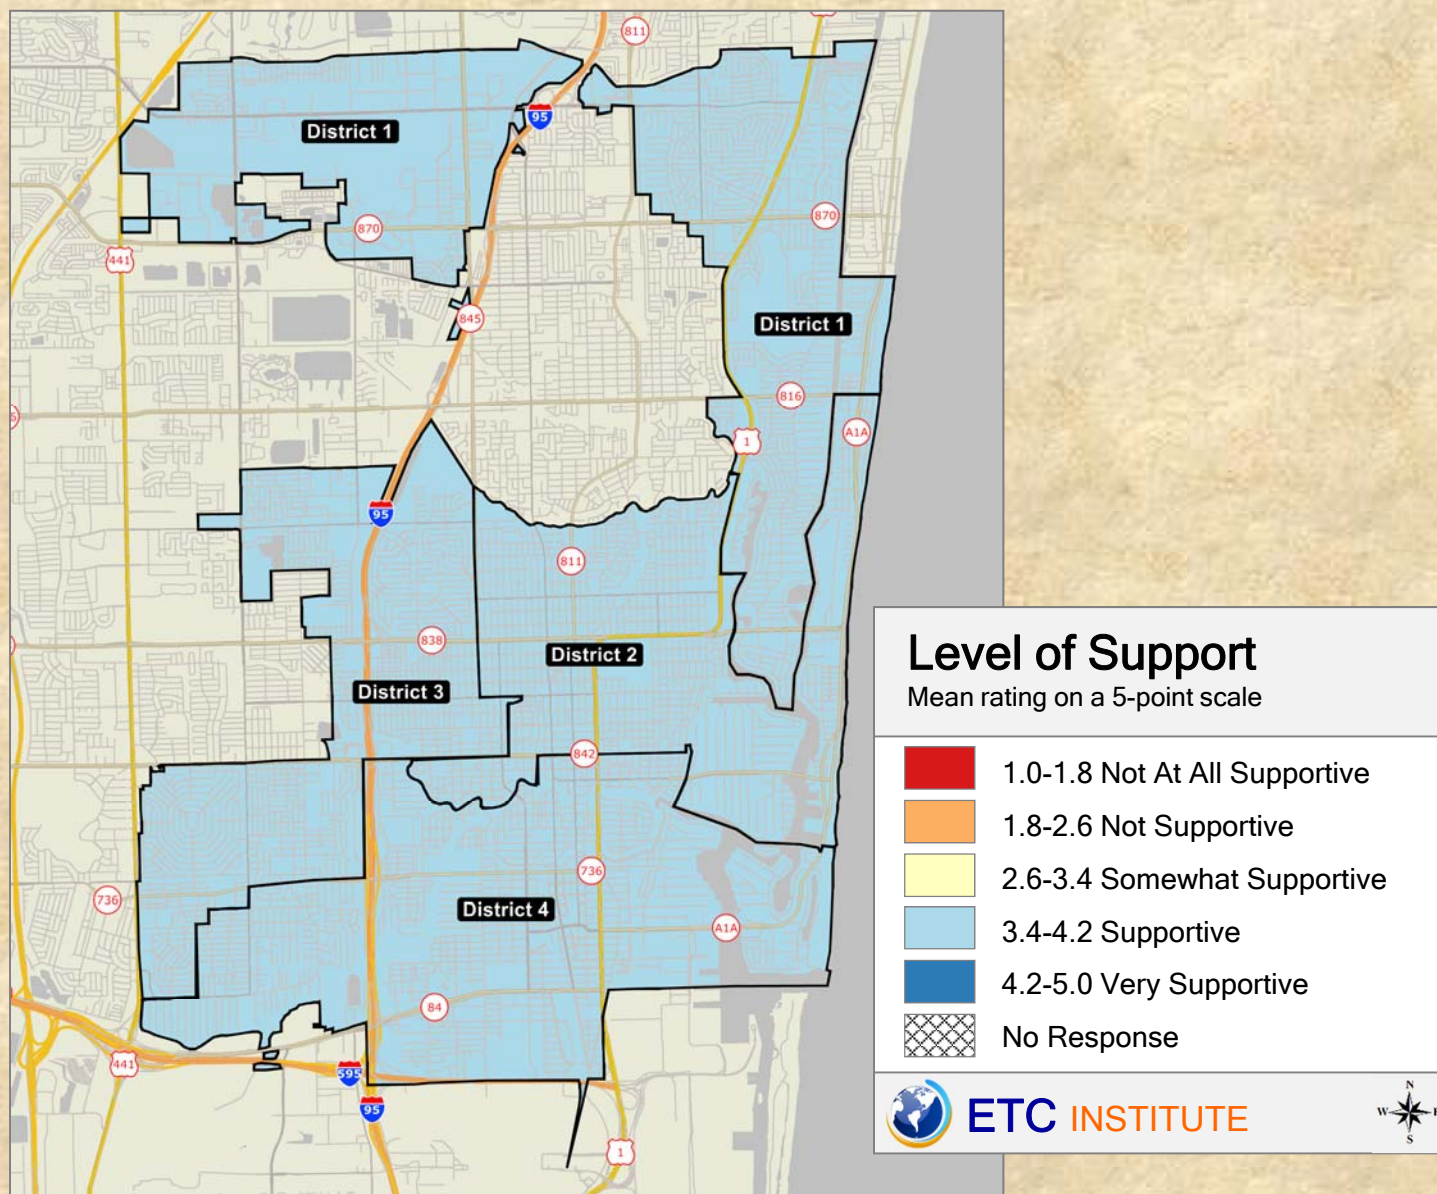 811
95
District 1
870
870
441
845
District 1
816
A1A
1
95
811
838
District 2
District 3
842
736
736
District 4
A1A
84
441
595
95
1
Level of Support
Mean rating on a 5-point scale
1.0-1.8 Not At All Supportive
1.8-2.6 Not Supportive
2.6-3.4 Somewhat Supportive
3.4-4.2 Supportive
4.2-5.0 Very Supportive
No Response
ETC INSTITUTE
N
W
S